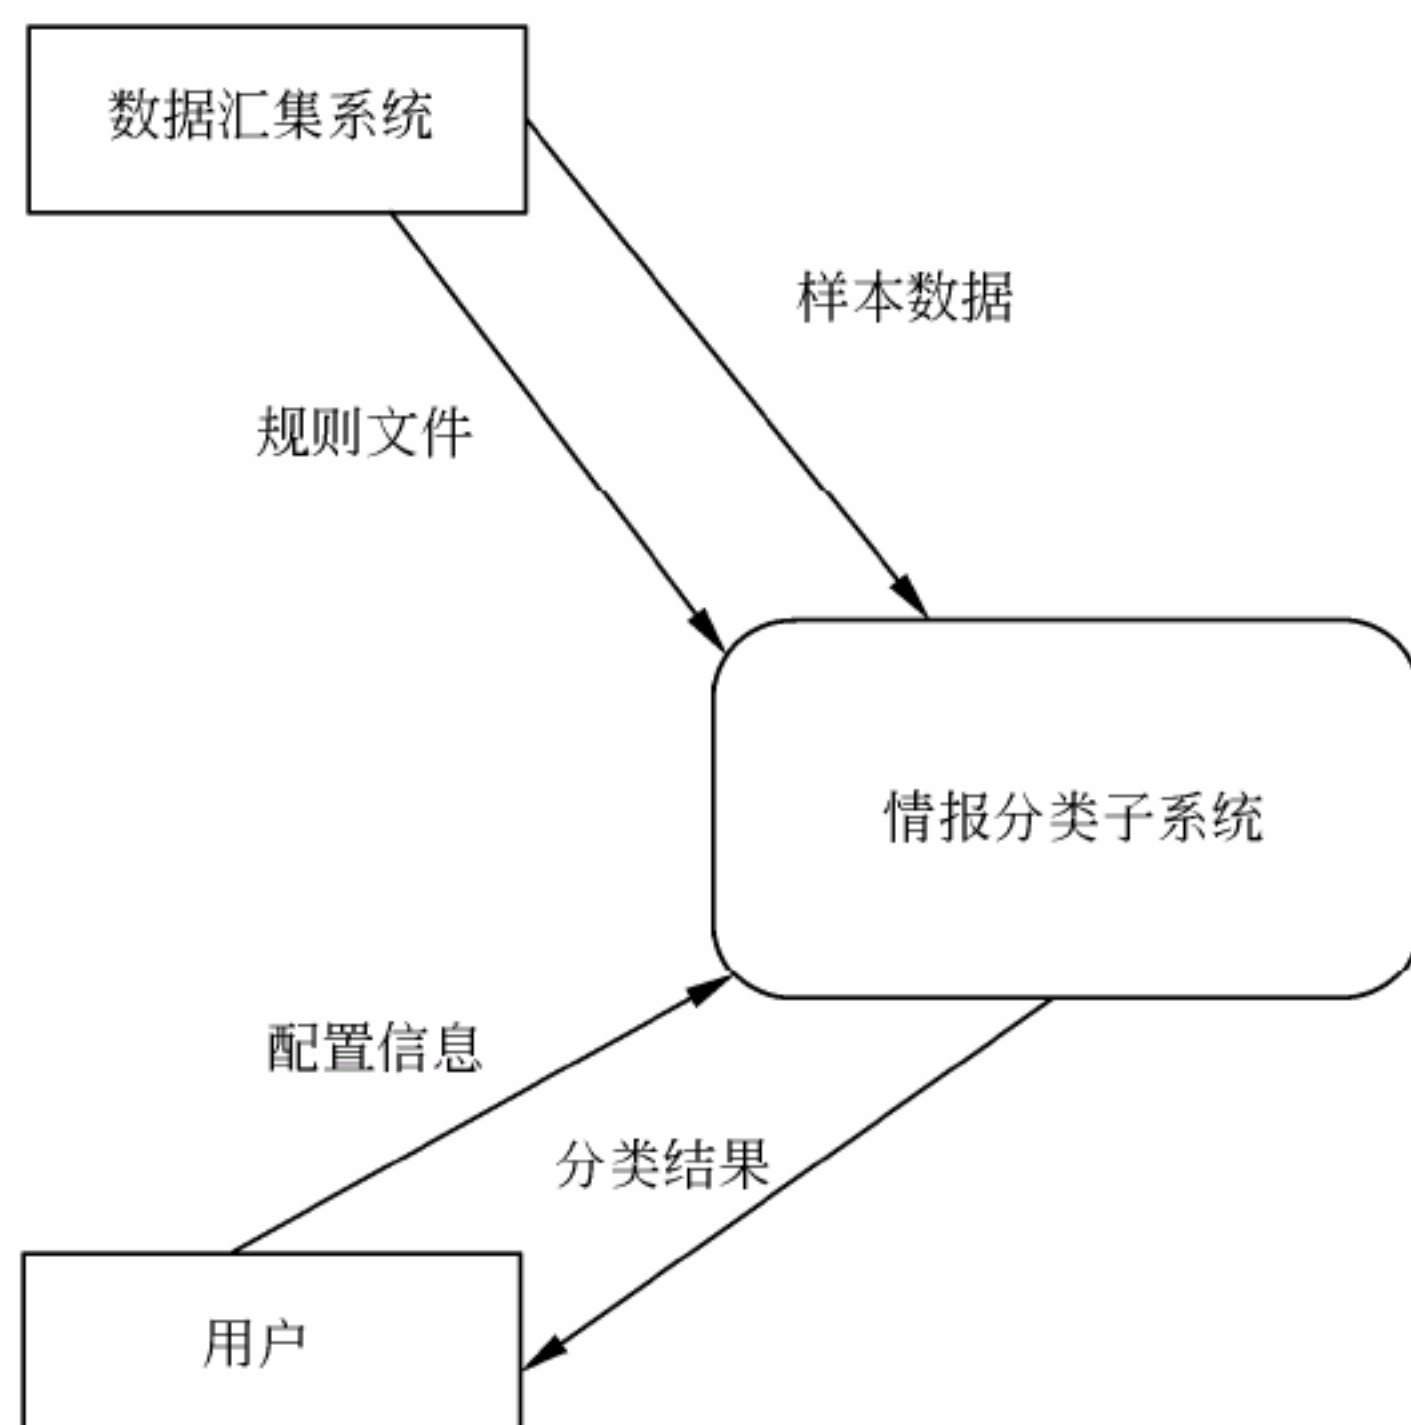 数据汇集系统
样本数据
规则文件
情报分类子系统
配置信息
分类结果
用户